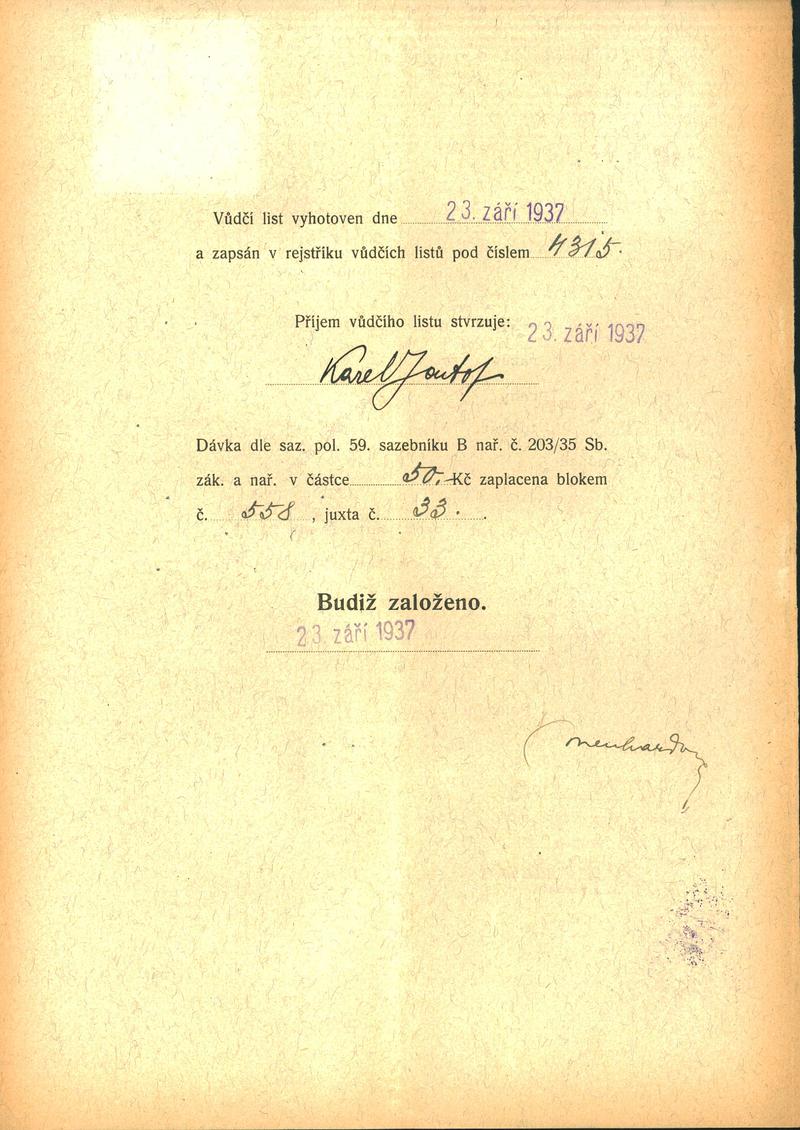 Vůdčí list vyhotoven dne 23. září 1937
a zapsán v rejstříku vůdčích listů pod číslem 4315.
Příjem vůdčího listu stvrzuje: 23. září 1937
Karel
Dávka dle saz. pol. 59. sazebníku B nař. č. 203/35 Sb.
zák. a nař. v částce 50.- Kč zaplacena blokem
č. 558, juxta č. 33.
Budiž založeno.
23. září 1937